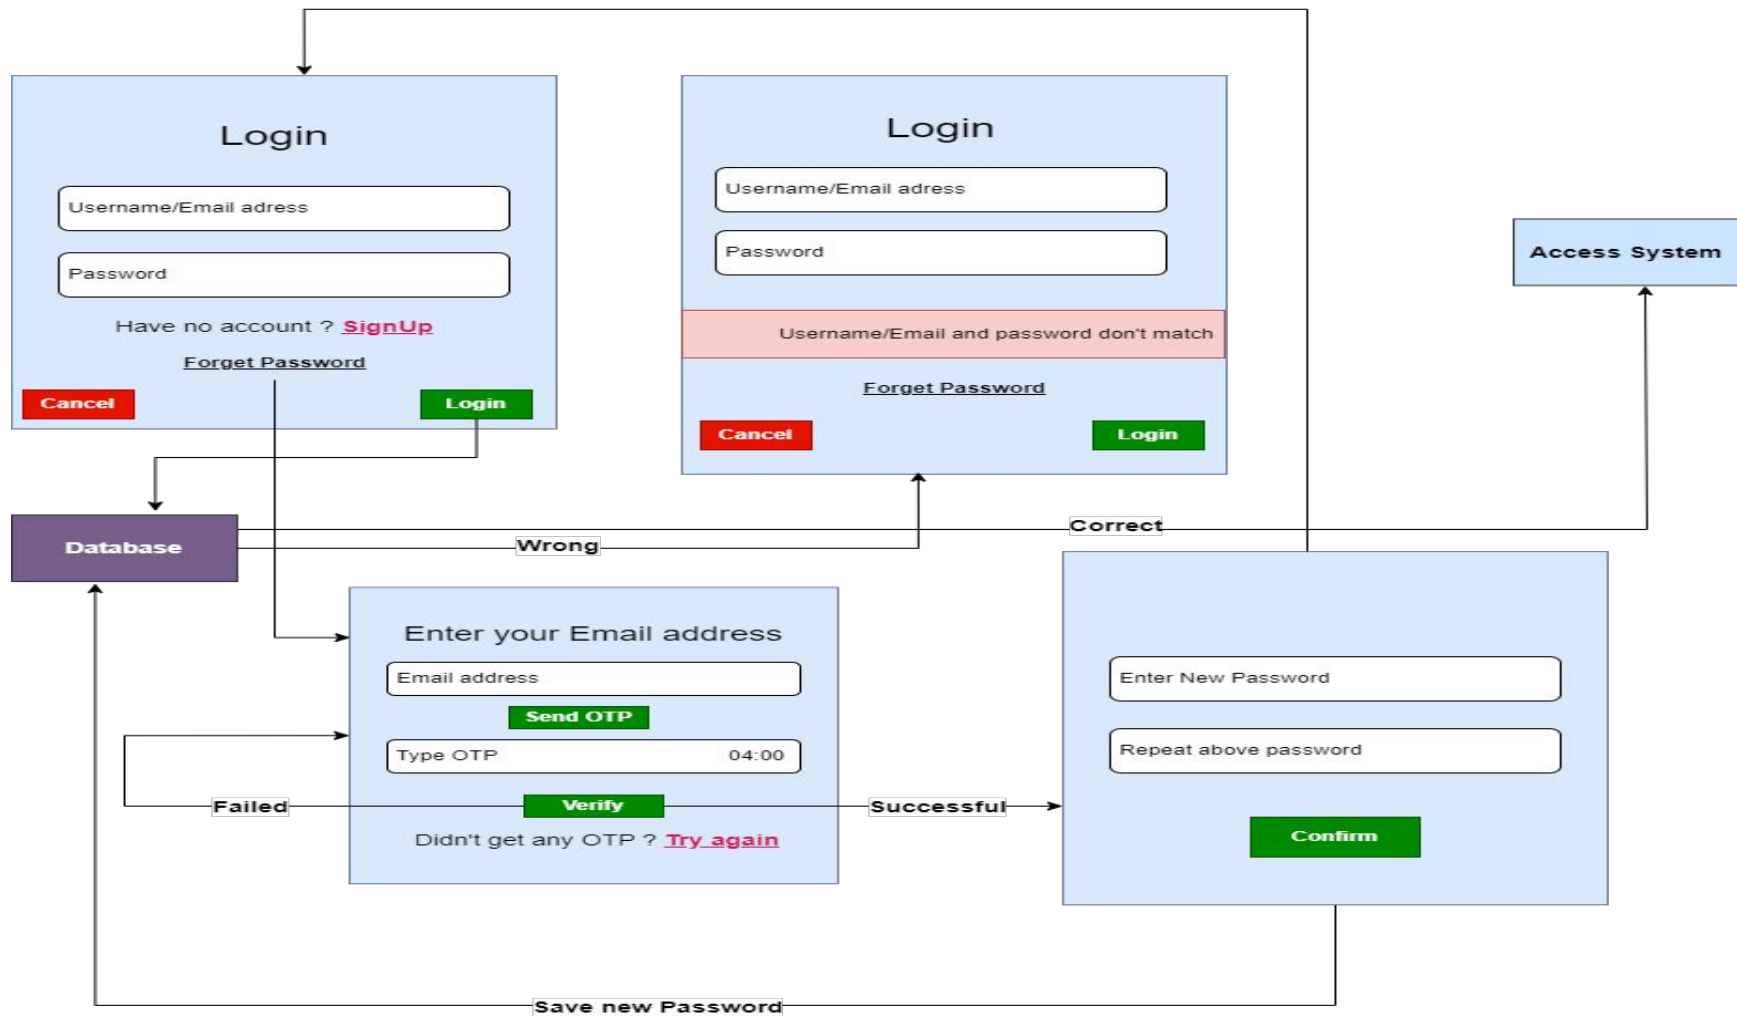 Login
Username/Email adress
Password
Have no account ? SignUp
Forget Password
Cancel
Login
Login
Username/Email adress
Password
Username/Email and password don't match
Forget Password
Cancel
Login
Access System
Database
Correct
Wrong
Enter your Email address
Email address
Send OTP
Type OTP 04:00
Failed
Verify
Successful
Didn't get any OTP ? Try again
Enter New Password
Repeat above password
Confirm
Save new Password